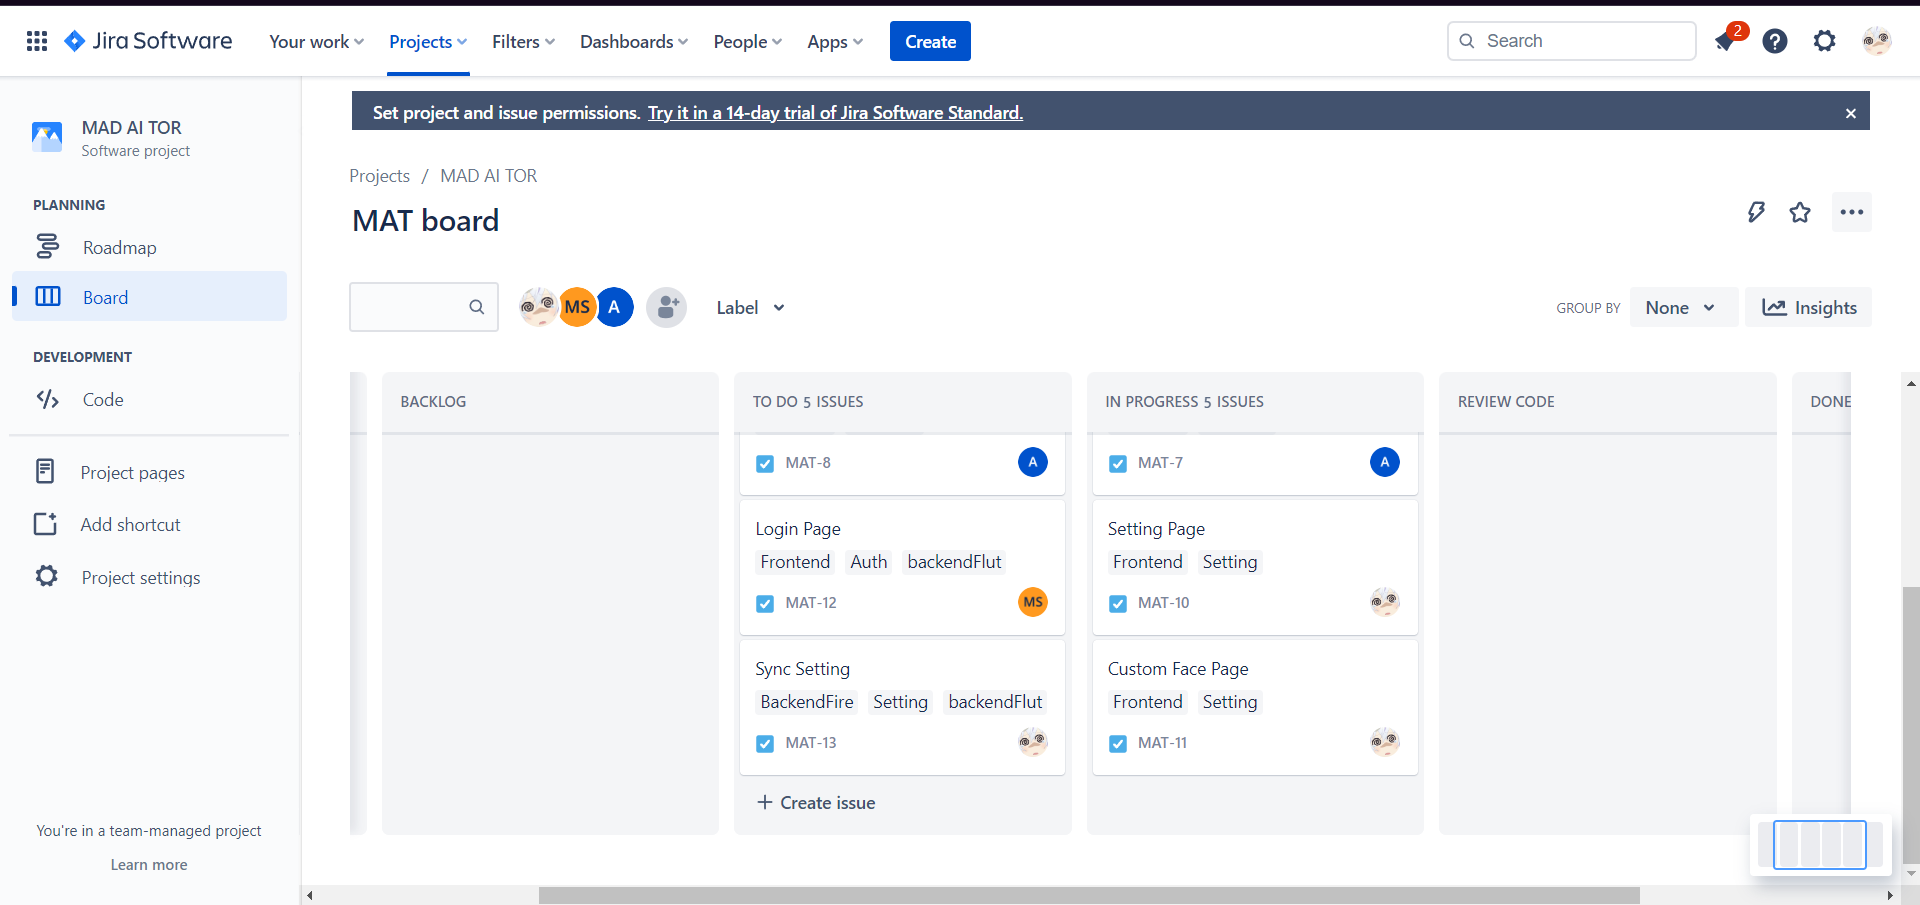 Jira Software
Your work
Projects
Filters
Dashboards
People
Apps
Create
Search
2
MAD AI TOR
Software project
PLANNING
Roadmap
Board
DEVELOPMENT
Code
Project pages
Add shortcut
Project settings
You're in a team-managed project
Learn more
Set project and issue permissions. Try it in a 14-day trial of Jira Software Standard.
Projects / MAD AI TOR
MAT board
MS
A
Label
GROUP BY
None
Insights
BACKLOG
TO DO 5 ISSUES
MAT-8
A
Login Page
Frontend Auth backendFlut
MAT-12
MS
Sync Setting
BackendFire Setting backendFlut
MAT-13
+ Create issue
IN PROGRESS 5 ISSUES
MAT-7
A
Setting Page
Frontend Setting
MAT-10
Custom Face Page
Frontend Setting
MAT-11
REVIEW CODE
DONE